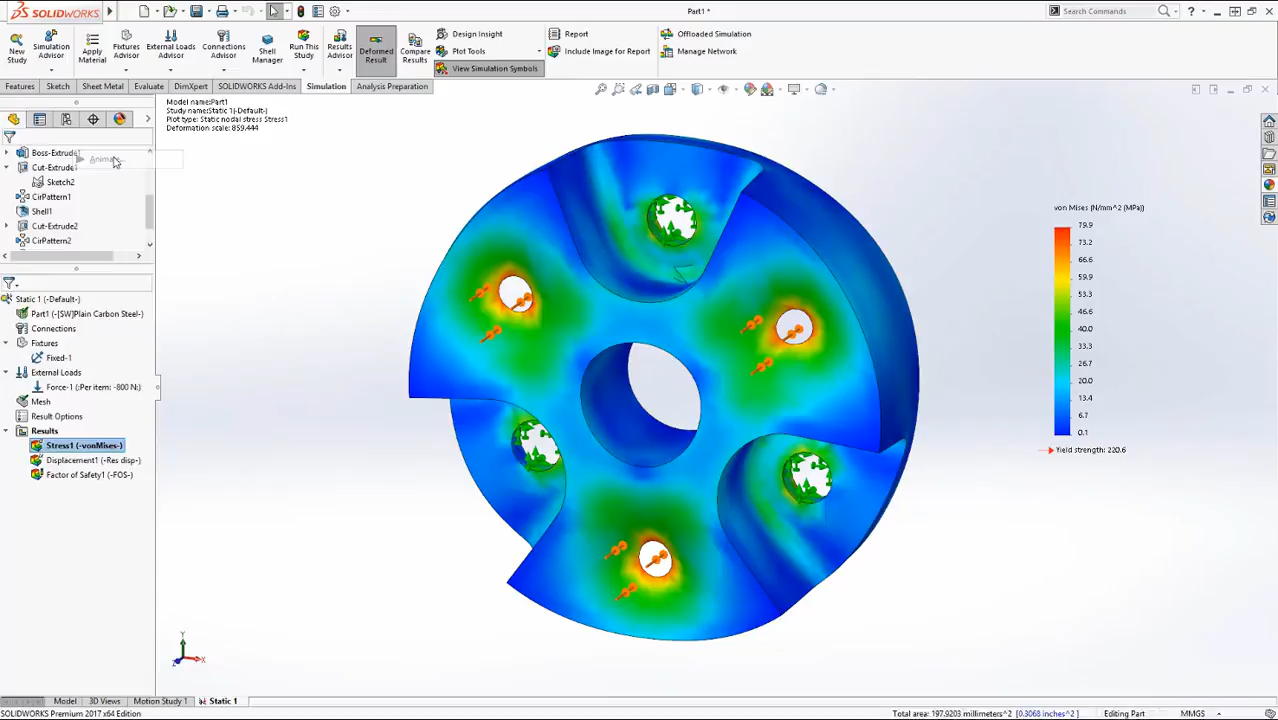 SOLIDWORKS
Part1 *
Search Commands
New Study
Simulation Advisor
Apply Material
Fixtures Advisor
External Loads Advisor
Connections Advisor
Shell Manager
Run This Study
Results Advisor
Deformed Result
Compare Results
Design Insight
Plot Tools
View Simulation Symbols
Report
Include Image for Report
Offloaded Simulation
Manage Network
Features
Sketch
Sheet Metal
Evaluate
DimXpert
SOLIDWORKS Add-Ins
Simulation
Analysis Preparation
Model name:Part1
Study name:Static 1(-Default-)
Plot type: Static nodal stress Stress1
Deformation scale: 859.444
Boss-Extrude1
Animate...
Cut-Extrude1
Sketch2
CirPattern1
Shell1
Cut-Extrude2
CirPattern2
Static 1 (-Default-)
Part1 (-[SW]Plain Carbon Steel-)
Connections
Fixtures
Fixed-1
External Loads
Force-1 (:Per item: -800 N:)
Mesh
Result Options
Results
Stress1 (-vonMises-)
Displacement1 (-Res disp-)
Factor of Safety1 (-FOS-)
von Mises (N/mm^2 (MPa))
79.9
73.3
66.6
59.9
53.3
46.6
40.0
33.3
26.7
20.0
13.4
6.7
0.1
Yield strength: 220.6
Y
X
Z
Model
3D Views
Motion Study 1
Static 1
SOLIDWORKS Premium 2017 x64 Edition
Total area: 197.9203 millimeters^2 [0.3068 inches^2]
Editing Part
MMGS